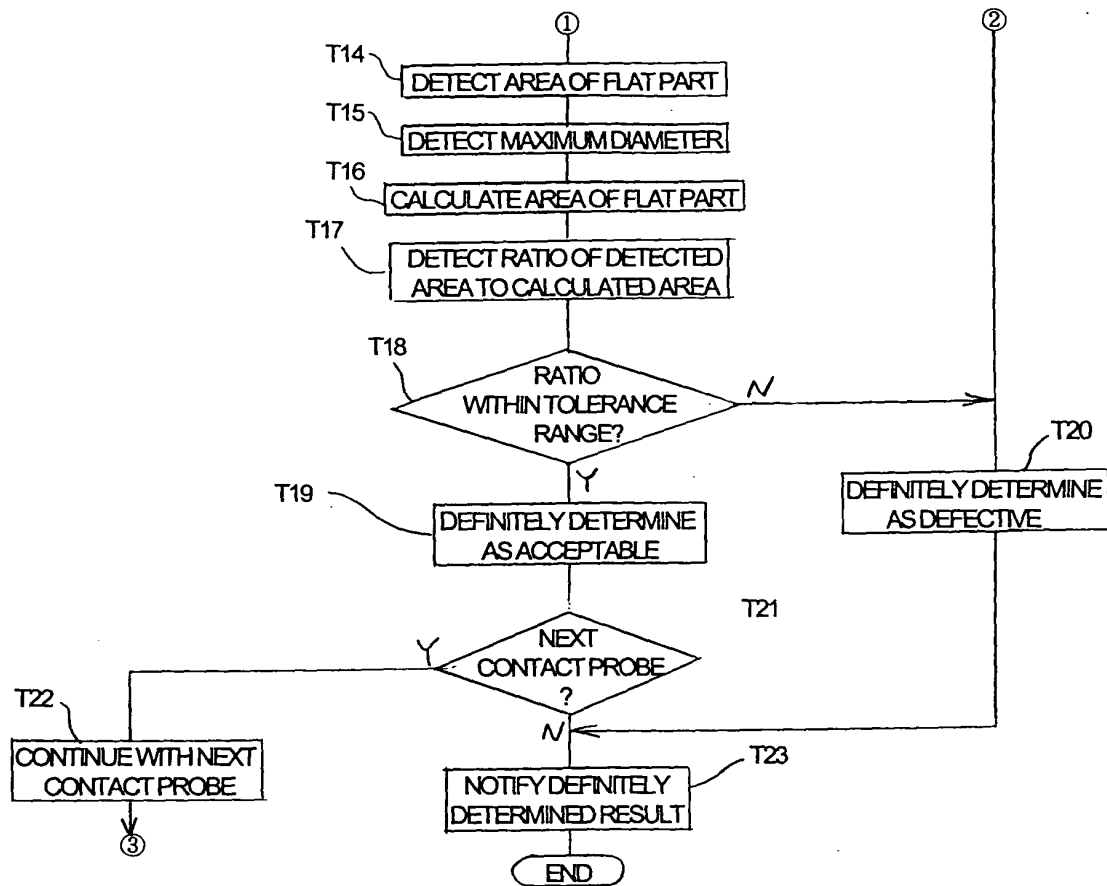 ①
②
T14
DETECT AREA OF FLAT PART
T15
DETECT MAXIMUM DIAMETER
T16
CALCULATE AREA OF FLAT PART
T17
DETECT RATIO OF DETECTED
AREA TO CALCULATED AREA
T18
RATIO
WITHIN TOLERANCE
RANGE?
N
Y
T20
DEFINITELY DETERMINE
AS DEFECTIVE
T19
DEFINITELY DETERMINE
AS ACCEPTABLE
T21
NEXT
CONTACT PROBE
?
Y
N
T22
CONTINUE WITH NEXT
CONTACT PROBE
③
T23
NOTIFY DEFINITELY
DETERMINED RESULT
END